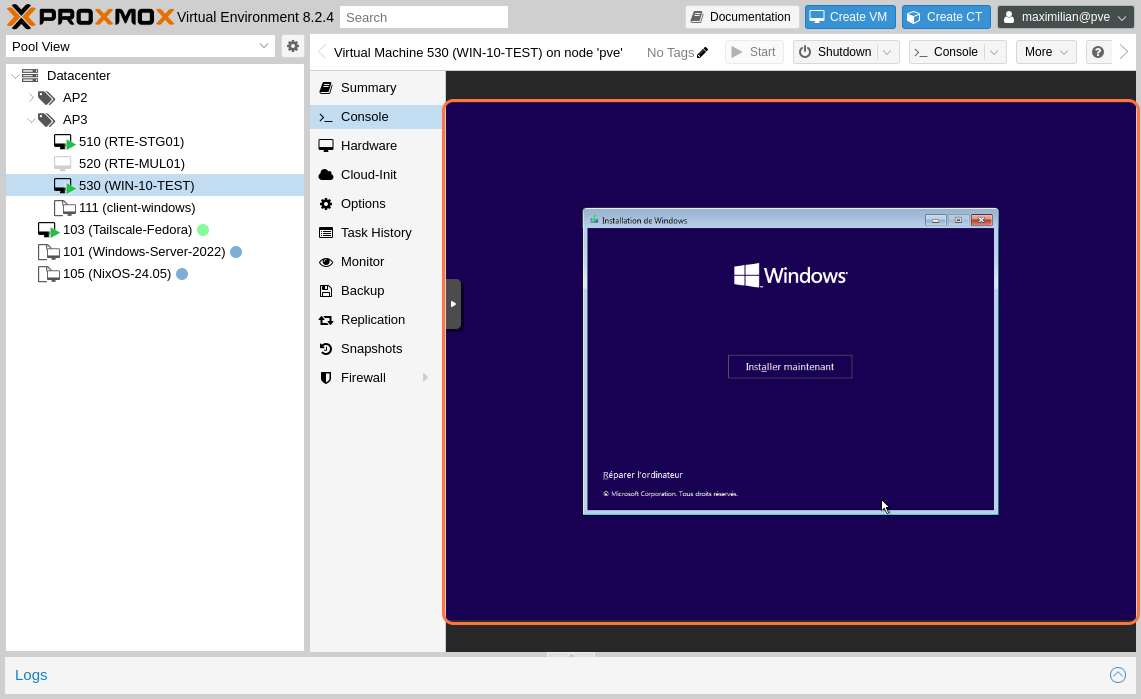 PROXMOX Virtual Environment 8.2.4 Search Documentation Create VM Create CT maximilian@pve
Pool View
Virtual Machine 530 (WIN-10-TEST) on node 'pve' No Tags Start Shutdown Console More
Datacenter
AP2
AP3
510 (RTE-STG01)
520 (RTE-MUL01)
530 (WIN-10-TEST)
111 (client-windows)
103 (Tailscale-Fedora)
101 (Windows-Server-2022)
105 (NixOS-24.05)
Summary
Console
Hardware
Cloud-Init
Options
Task History
Monitor
Backup
Replication
Snapshots
Firewall
Installation de Windows
Windows
Installer maintenant
Réparer l'ordinateur
© Microsoft Corporation. Tous droits réservés.
Logs